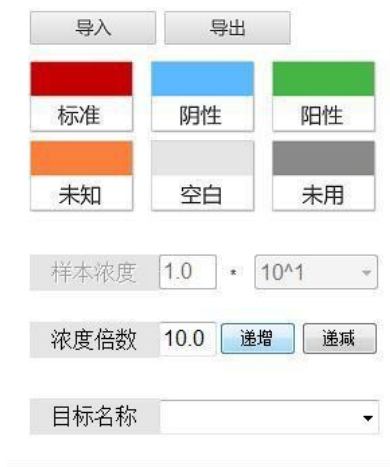 导入 导出
标准 阴性 阳性
未知 空白 未用
样本浓度 1.0 * 10^1
浓度倍数 10.0 递增 递减
目标名称